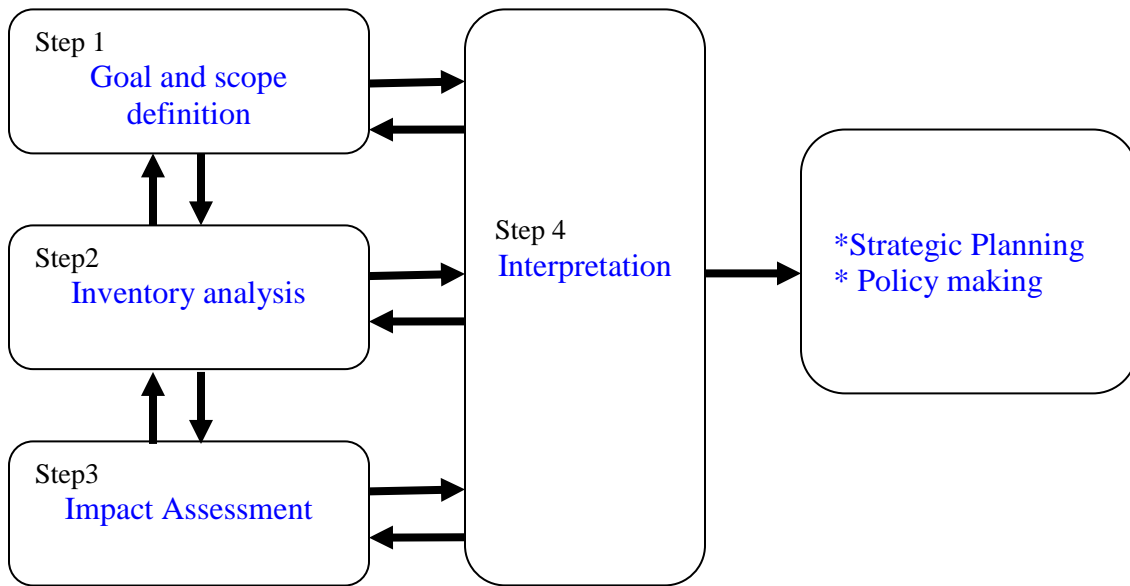 Step 1
Goal and scope
definition
Step2
Inventory analysis
Step3
Impact Assessment
Step 4
Interpretation
*Strategic Planning
* Policy making